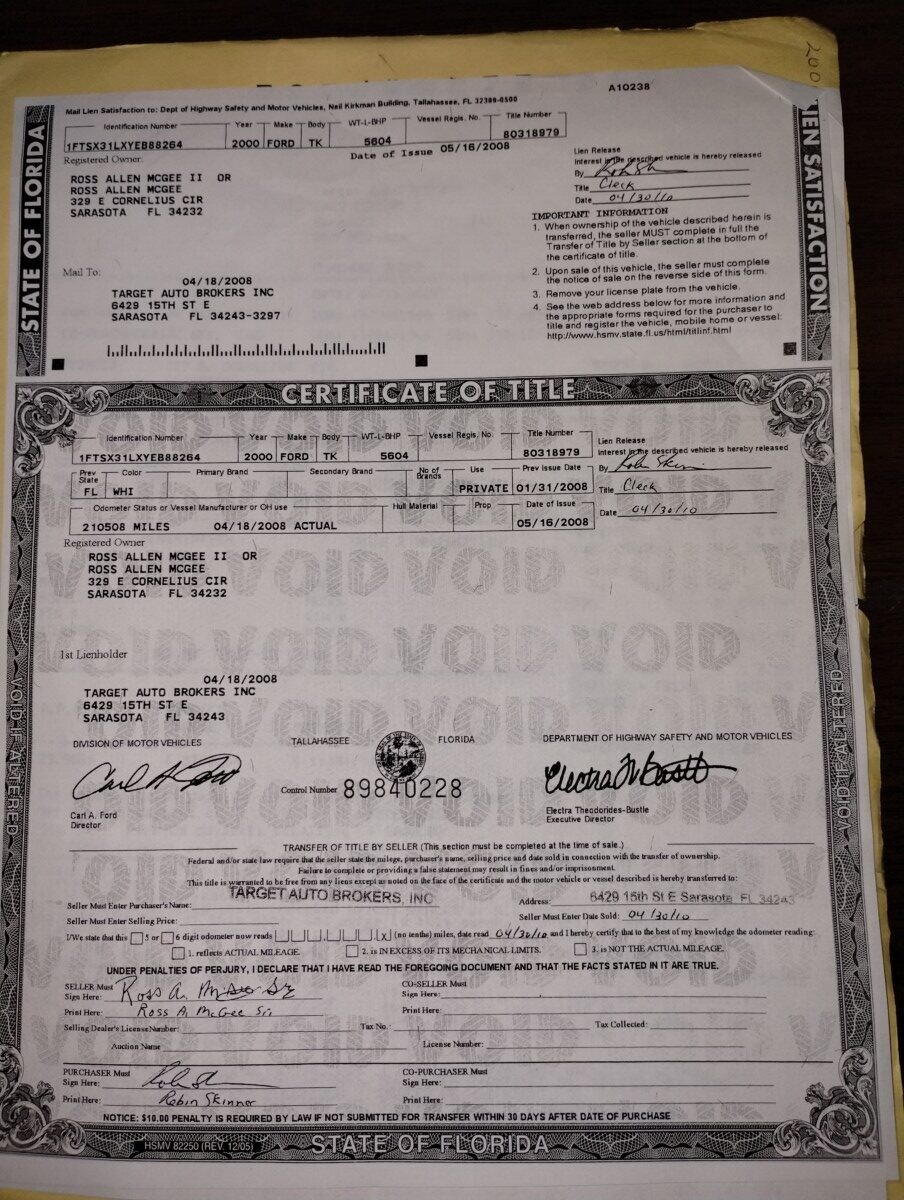 A10238
Mail Lien Satisfaction to: Dept of Highway Safety and Motor Vehicles, Neil Kirkman Building, Tallahassee, FL 32399-0500
Identification Number Year Make Body WT-L-BHP Vessel Regis. No. Title Number
1FTSX31LXYEB88264 2000 FORD TK 5604 80318979
Registered Owner: Date of Issue 05/16/2008
ROSS ALLEN MCGEE II OR
ROSS ALLEN MCGEE
329 E CORNELIUS CIR
SARASOTA FL 34232
Lien Release
Interest in the described vehicle is hereby released
By
Title Clerk
Date 04/30/10
IMPORTANT INFORMATION
1. When ownership of the vehicle described herein is
transferred, the seller MUST complete in full the
Transfer of Title by Seller section at the bottom of
the certificate of title.
2. Upon sale of this vehicle, the seller must complete
the notice of sale on the reverse side of this form.
3. Remove your license plate from the vehicle.
4. See the web address below for more information and
the appropriate forms required for the purchaser to
title and register the vehicle, mobile home or vessel:
http://www.hsmv.state.fl.us/html/titlinf.html
Mail To:
04/18/2008
TARGET AUTO BROKERS INC
6429 15TH ST E
SARASOTA FL 34243-3297
STATE OF FLORIDA
LIEN SATISFACTION
CERTIFICATE OF TITLE
Identification Number Year Make Body WT-L-BHP Vessel Regis. No. Title Number
1FTSX31LXYEB88264 2000 FORD TK 5604 80318979
Prev State Color Primary Brand Secondary Brand No of Brands Use Prev Issue Date
FL WHI PRIVATE 01/31/2008
Odometer Status or Vessel Manufacturer or OH use Hull Material Prop Date of Issue
210508 MILES 04/18/2008 ACTUAL 05/16/2008
Lien Release
Interest in the described vehicle is hereby released
By Robin Skinner
Title Clerk
Date 04/30/10
Registered Owner
ROSS ALLEN MCGEE II OR
ROSS ALLEN MCGEE
329 E CORNELIUS CIR
SARASOTA FL 34232
VOID VOID VOID VOID
1st Lienholder
04/18/2008
TARGET AUTO BROKERS INC
6429 15TH ST E
SARASOTA FL 34243
VOID IF ALTERED
VOID IF ALTERED
DIVISION OF MOTOR VEHICLES TALLAHASSEE FLORIDA DEPARTMENT OF HIGHWAY SAFETY AND MOTOR VEHICLES
Control Number 89840228
Carl A. Ford
Director
Electra Theodorides-Bustle
Executive Director
TRANSFER OF TITLE BY SELLER (This section must be completed at the time of sale.)
Federal and/or state law require that the seller state the milege, purchaser's name, selling price and date sold in connection with the transfer of ownership.
Failure to complete or providing a false statement may result in fines and/or imprisonment.
This title is warranted to be free from any liens except as noted on the face of the certificate and the motor vehicle or vessel described is hereby transferred to:
Seller Must Enter Purchaser's Name: TARGET AUTO BROKERS, INC Address: 6429 15th St E Sarasota FL 34243
Seller Must Enter Selling Price: Seller Must Enter Date Sold: 04/30/10
I/We state that this 5 or 6 digit odometer now reads x (no tenths) miles, date read 04/30/10 and I hereby certify that to the best of my knowledge the odometer reading:
1. reflects ACTUAL MILEAGE. 2. is IN EXCESS OF ITS MECHANICAL LIMITS. 3. is NOT THE ACTUAL MILEAGE.
UNDER PENALTIES OF PERJURY, I DECLARE THAT I HAVE READ THE FOREGOING DOCUMENT AND THAT THE FACTS STATED IN IT ARE TRUE.
SELLER Must Sign Here: Ross A. McGee Sr CO-SELLER Must Sign Here:
Print Here: Ross A. McGee Sr Print Here:
Selling Dealer's License Number: Tax No.: Tax Collected:
Auction Name License Number:
PURCHASER Must Sign Here: CO-PURCHASER Must Sign Here:
Print Here: Robin Skinner Print Here:
NOTICE: $10.00 PENALTY IS REQUIRED BY LAW IF NOT SUBMITTED FOR TRANSFER WITHIN 30 DAYS AFTER DATE OF PURCHASE
HSMV 82250 (REV. 12/05) STATE OF FLORIDA